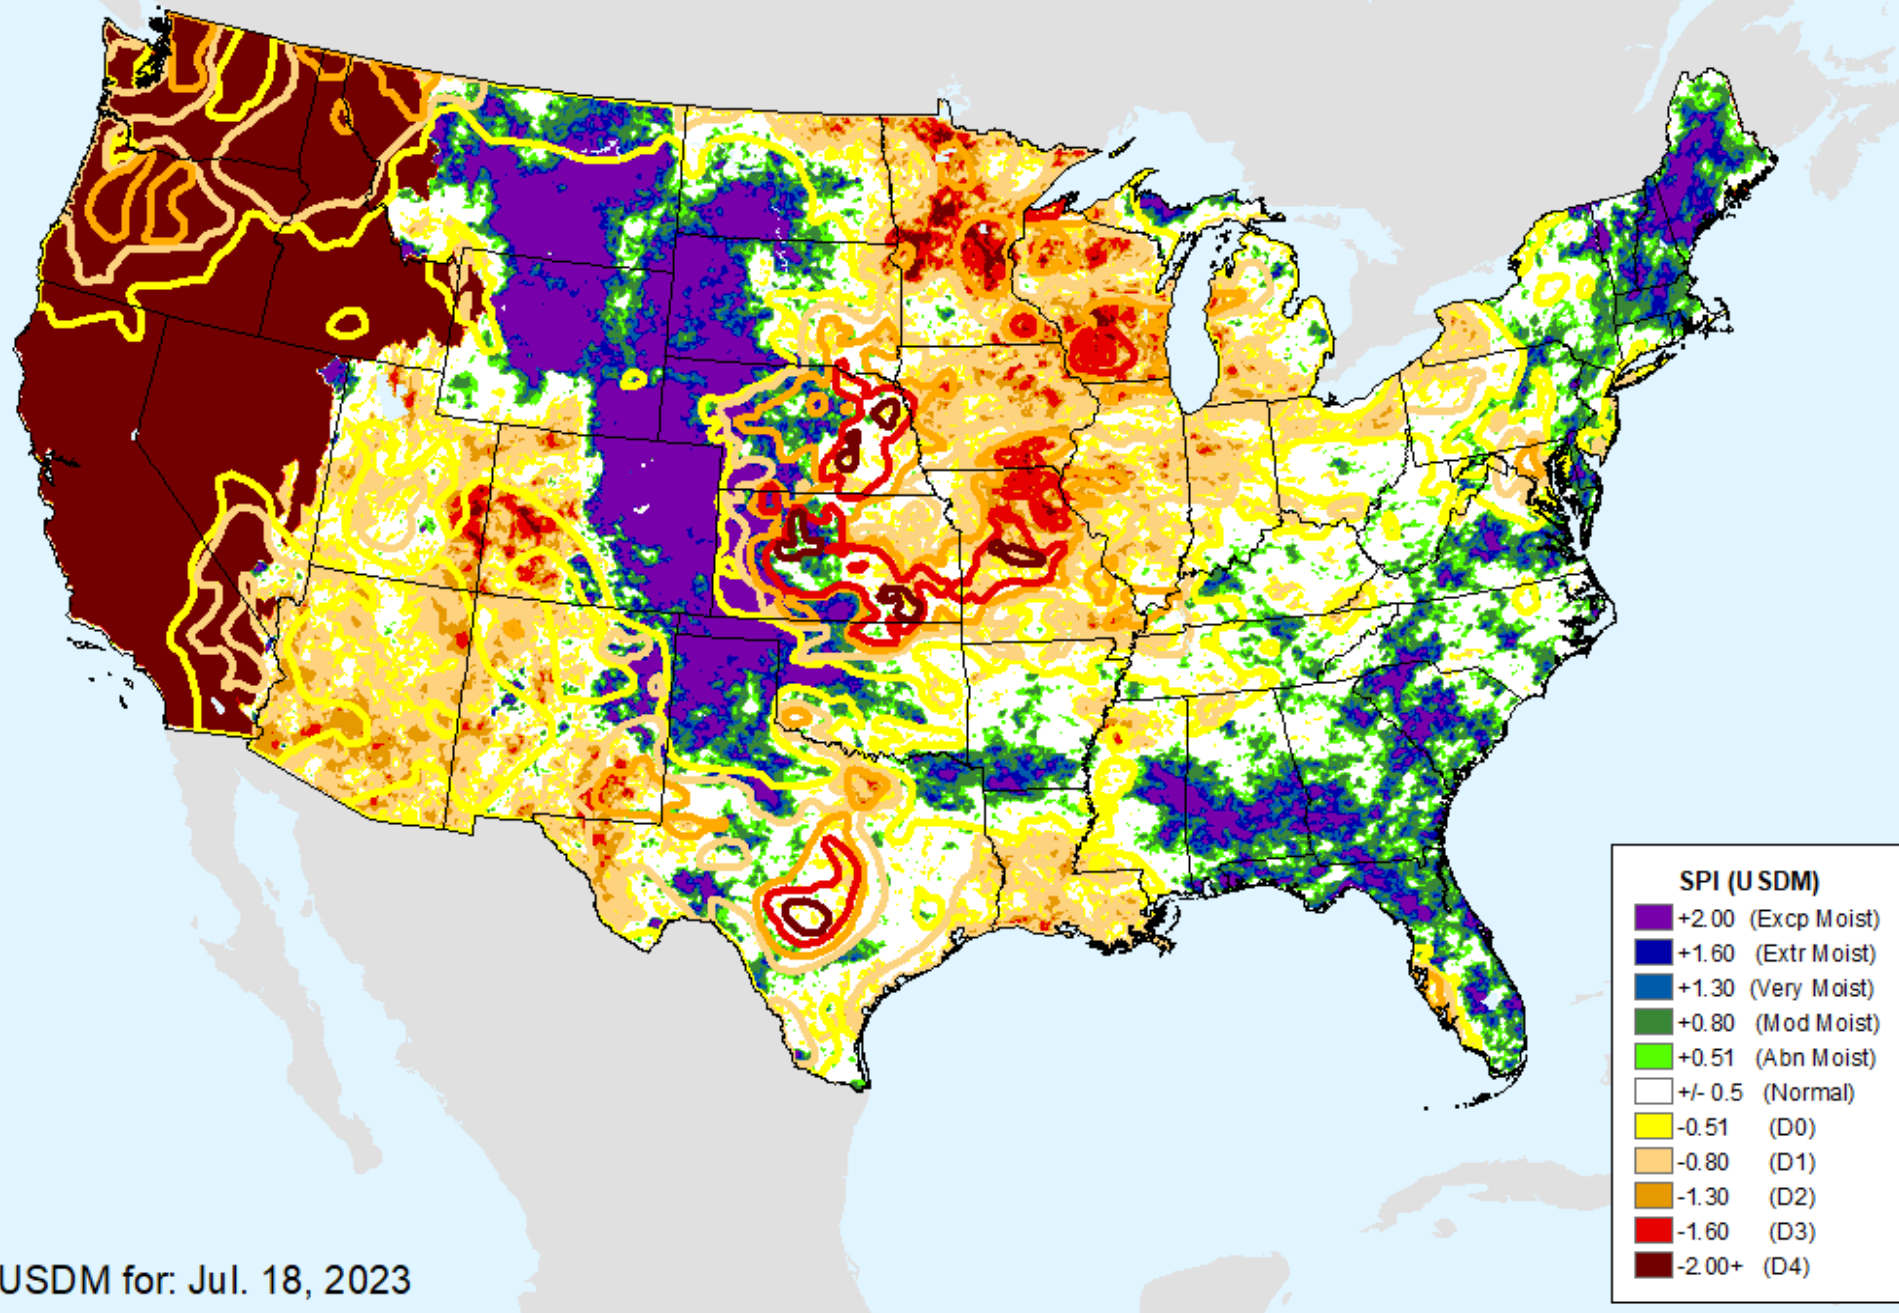 SPI (USDM)
+2.00 (Excp Moist)
+1.60 (Extr Moist)
+1.30 (Very Moist)
+0.80 (Mod Moist)
+0.51 (Abn Moist)
+/- 0.5 (Normal)
-0.51 (D0)
-0.80 (D1)
-1.30 (D2)
-1.60 (D3)
-2.00+ (D4)
USDM for: Jul. 18, 2023